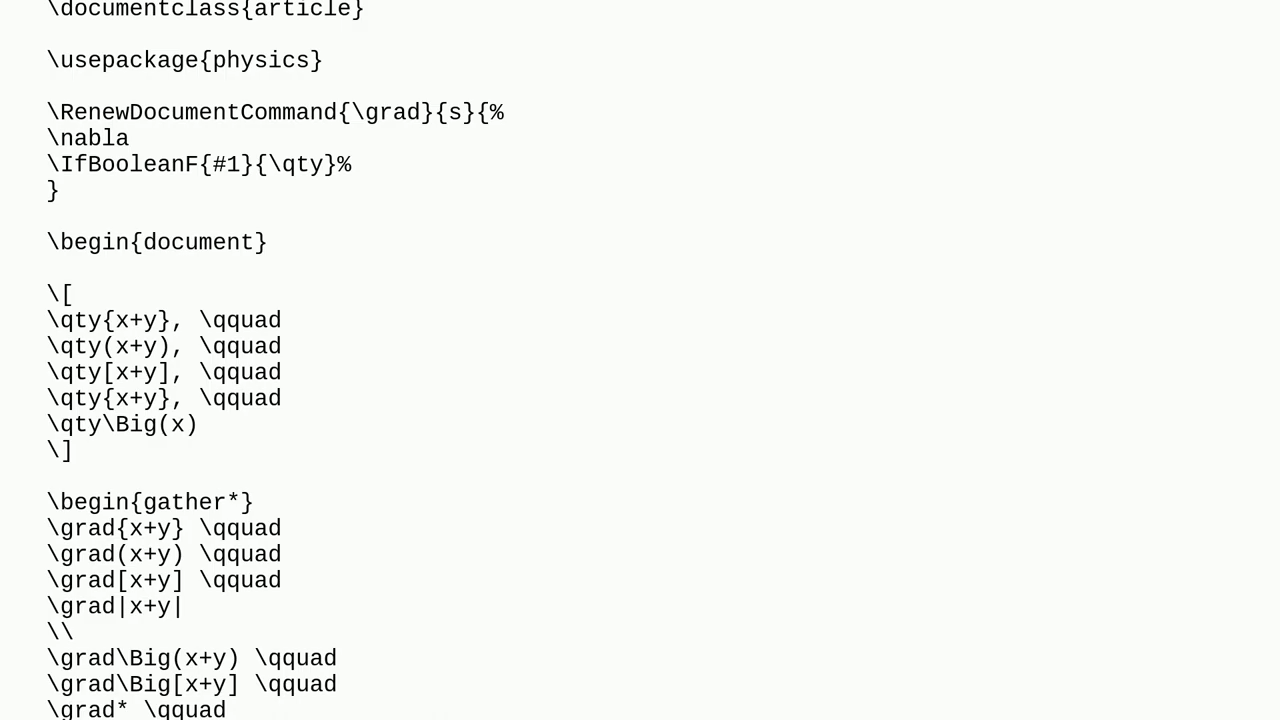 \documentclass{article}
\usepackage{physics}
\RenewDocumentCommand{\grad}{s}{%
\nabla
\IfBooleanF{#1}{\qty}%
}
\begin{document}
\[
\qty{x+y}, \qquad
\qty(x+y), \qquad
\qty[x+y], \qquad
\qty{x+y}, \qquad
\qty\Big(x)
\]
\begin{gather*}
\grad{x+y} \qquad
\grad(x+y) \qquad
\grad[x+y] \qquad
\grad|x+y|
\\
\grad\Big(x+y) \qquad
\grad\Big[x+y] \qquad
\grad* \qquad